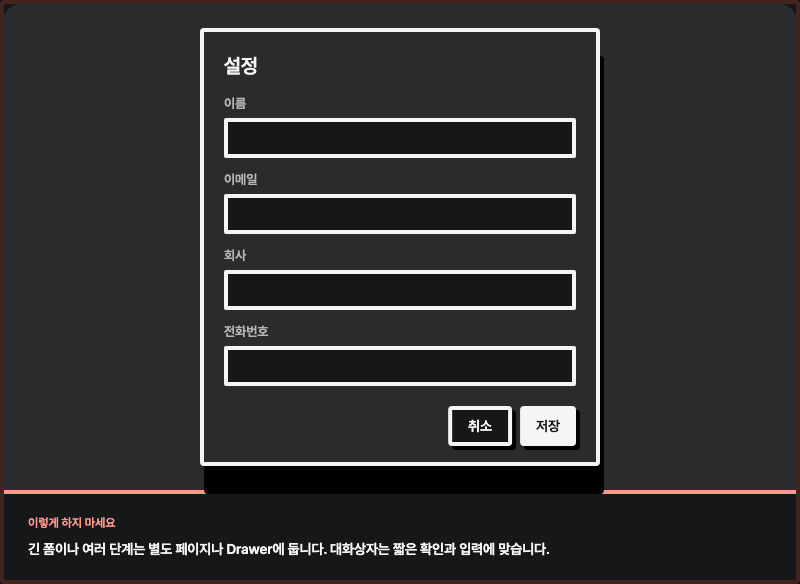 설정
이름
이메일
회사
전화번호
취소
저장
이렇게 하지 마세요
긴 폼이나 여러 단계는 별도 페이지나 Drawer에 둡니다. 대화상자는 짧은 확인과 입력에 맞습니다.